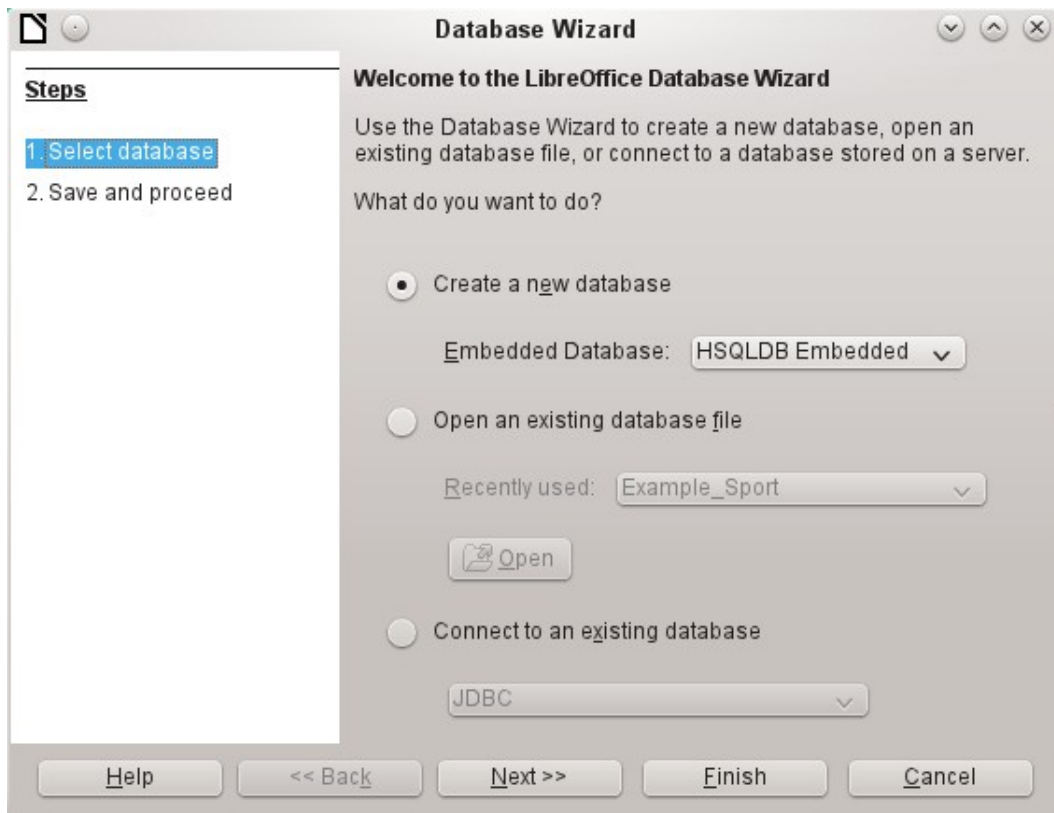 Database Wizard
Steps
1. Select database
2. Save and proceed
Welcome to the LibreOffice Database Wizard
Use the Database Wizard to create a new database, open an
existing database file, or connect to a database stored on a server.
What do you want to do?
Create a new database
Embedded Database: HSQLDB Embedded
Open an existing database file
Recently used: Example_Sport
Open
Connect to an existing database
JDBC
Help << Back Next >> Finish Cancel